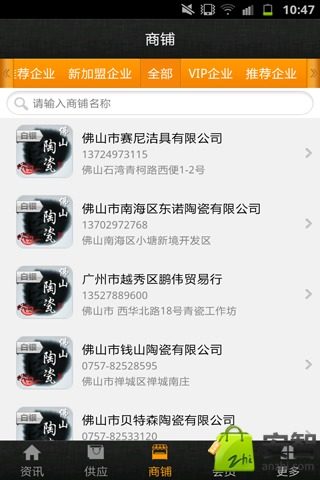 10:47
商铺
推荐企业 新加盟企业 全部 VIP企业 推荐企业
请输入商铺名称
白银
佛山
陶瓷
佛山市赛尼洁具有限公司
13724973115
佛山石湾青柯路西便1-2号
白银
佛山
陶瓷
佛山市南海区东诺陶瓷有限公司
13702972768
佛山南海区小塘新境开发区
白银
佛山
陶瓷
广州市越秀区鹏伟贸易行
13527889600
佛山市 西华北路18号青瓷工作坊
白银
佛山
陶瓷
佛山市钱山陶瓷有限公司
0757-82528595
佛山市禅城区禅城南庄
白银
佛山
陶瓷
佛山市贝特森陶瓷有限公司
0757-82533120
资讯 供应 商铺 会员 更多
Zhi
安智